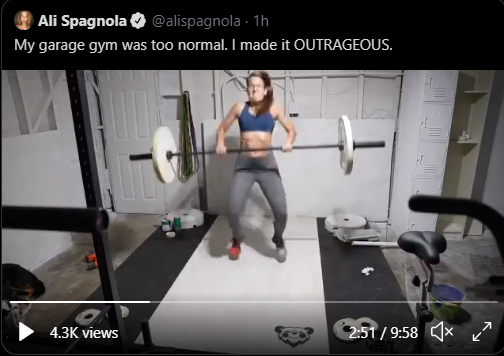 Ali Spagnola @alispagnola · 1h
My garage gym was too normal. I made it OUTRAGEOUS.
4.3K views 2:51 / 9:58